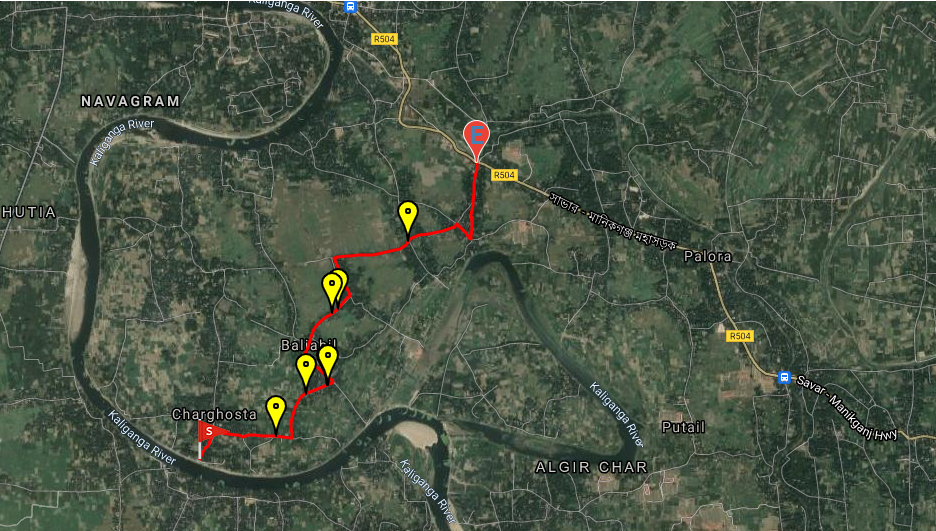 Kaliganga River
R504
NAVAGRAM
Kaliganga River
E
R504
HUTIA
সাভার - মানিকগঞ্জ মহাসড়ক
Palora
R504
Baliabil
Savar - Manikganj Hwy
Charghosta
Kaliganga River
S
Kaliganga River
Putail
ALGIR CHAR
Kaliganga River